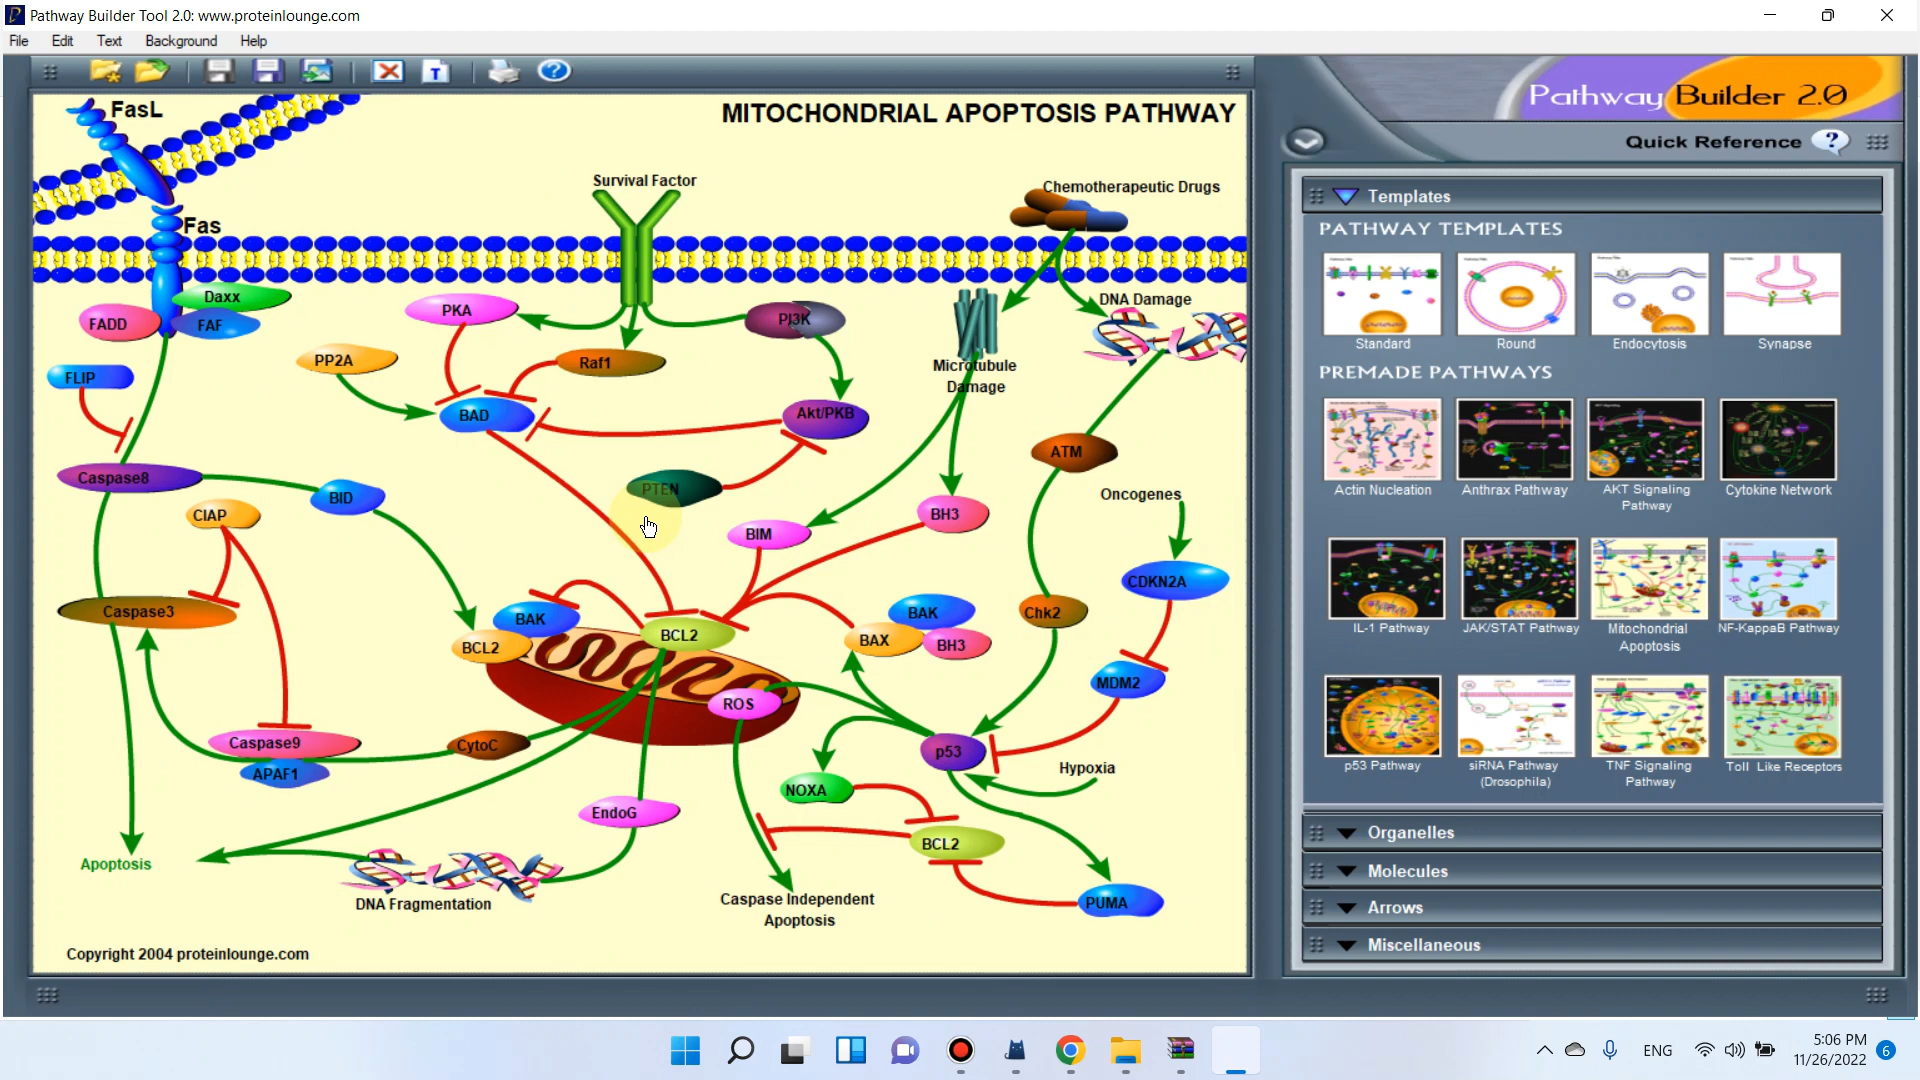 Pathway Builder Tool 2.0: www.proteinlounge.com
File Edit Text Background Help
FasL
MITOCHONDRIAL APOPTOSIS PATHWAY
Survival Factor
Chemotherapeutic Drugs
Fas
Daxx
FADD
FAF
PKA
PI3K
DNA Damage
PP2A
Raf1
Microtubule
Damage
FLIP
BAD
Akt/PKB
ATM
Caspase8
BID
PTEN
Oncogenes
CIAP
BIM
BH3
CDKN2A
Caspase3
BAK
BCL2
BCL2
BAK
BAX
BH3
Chk2
MDM2
ROS
Caspase9
APAF1
CytoC
p53
Hypoxia
NOXA
EndoG
BCL2
Apoptosis
DNA Fragmentation
Caspase Independent
Apoptosis
PUMA
Copyright 2004 proteinlounge.com
Pathway Builder 2.0
Quick Reference ?
Templates
PATHWAY TEMPLATES
Standard Round Endocytosis Synapse
PREMADE PATHWAYS
Actin Nucleation Anthrax Pathway AKT Signaling Cytokine Network
Pathway
IL-1 Pathway JAK/STAT Pathway Mitochondrial NF-KappaB Pathway
Apoptosis
p53 Pathway siRNA Pathway TNF Signaling Toll Like Receptors
(Drosophila) Pathway
Organelles
Molecules
Arrows
Miscellaneous
ENG
5:06 PM
11/26/2022
6